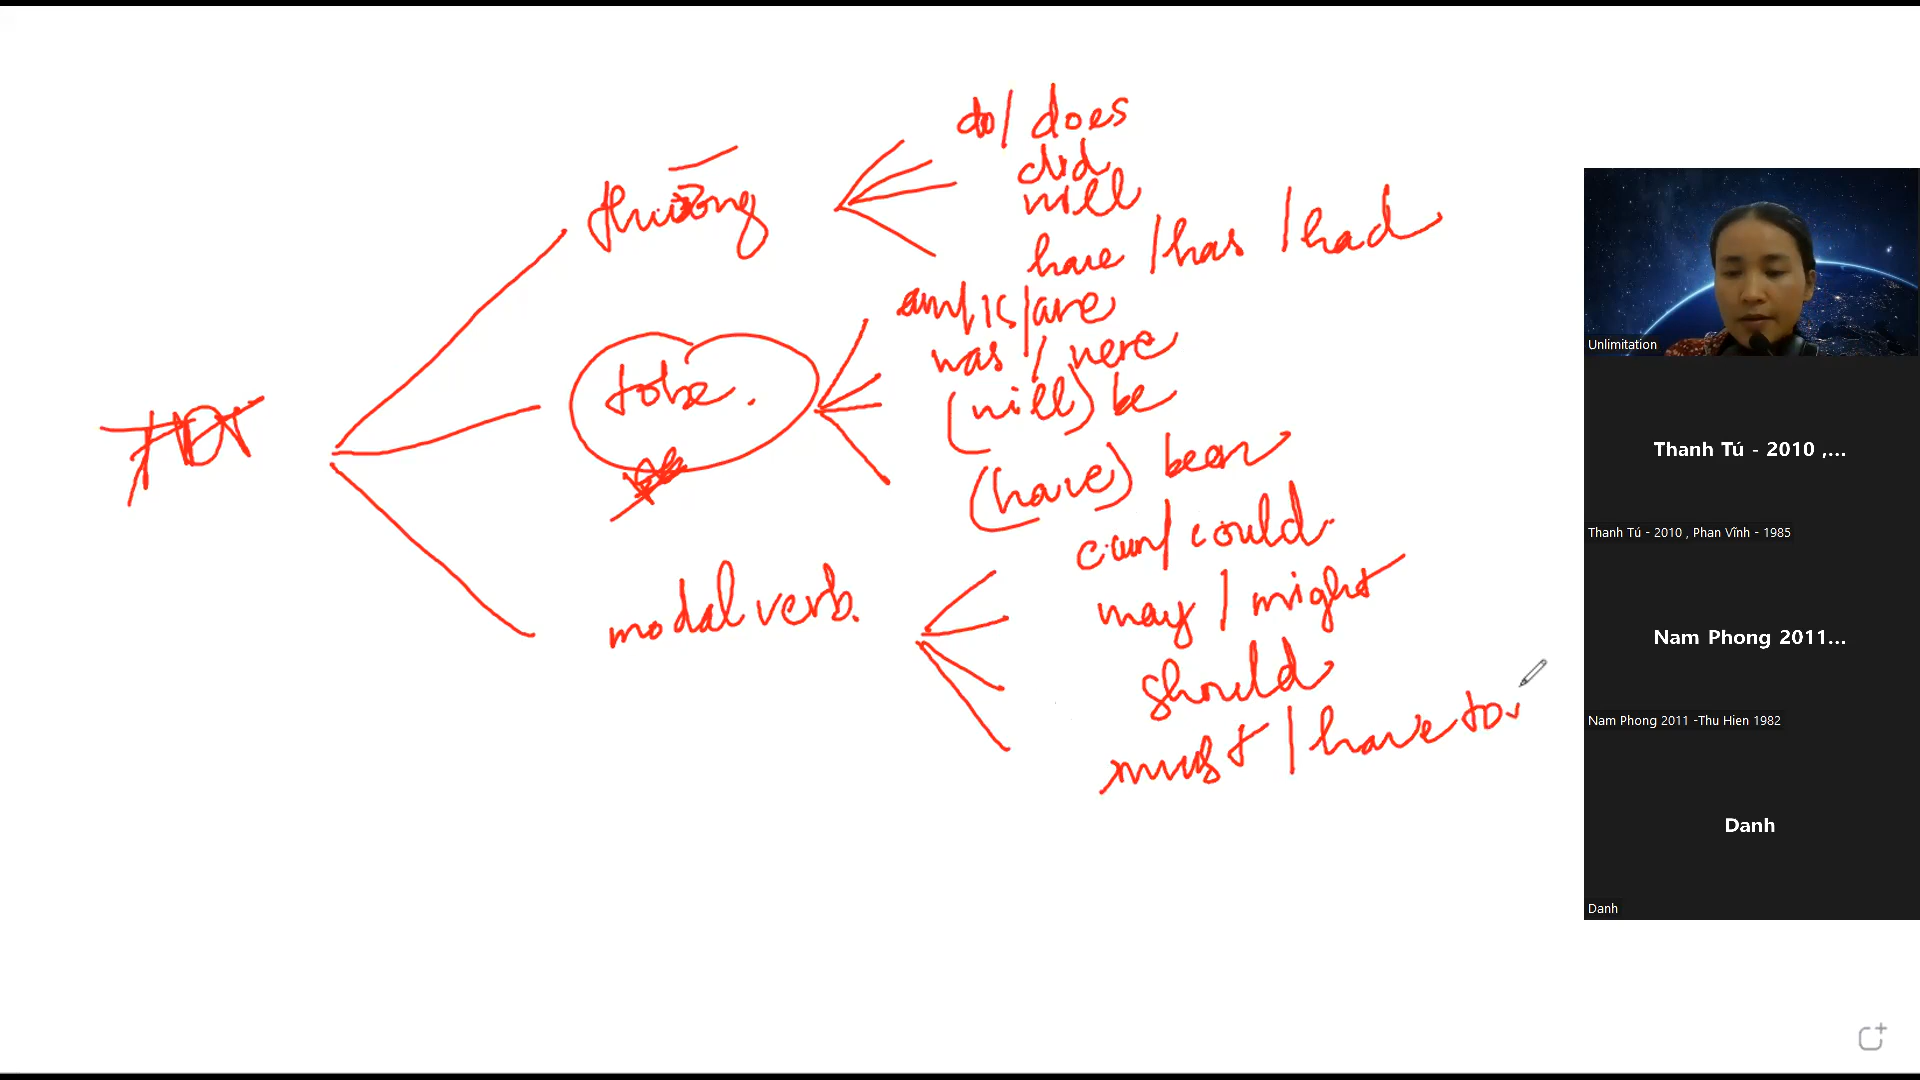 do/ does
did
will
thường
have / has / had
am/ is/are
was / were
tobe.
(will) be
(have) been
can/ could
modal verb.
may / might
should
must / have to
Unlimitation
Thanh Tú - 2010 ,...
Thanh Tú - 2010 , Phan Vĩnh - 1985
Nam Phong 2011...
Nam Phong 2011 -Thu Hien 1982
Danh
Danh